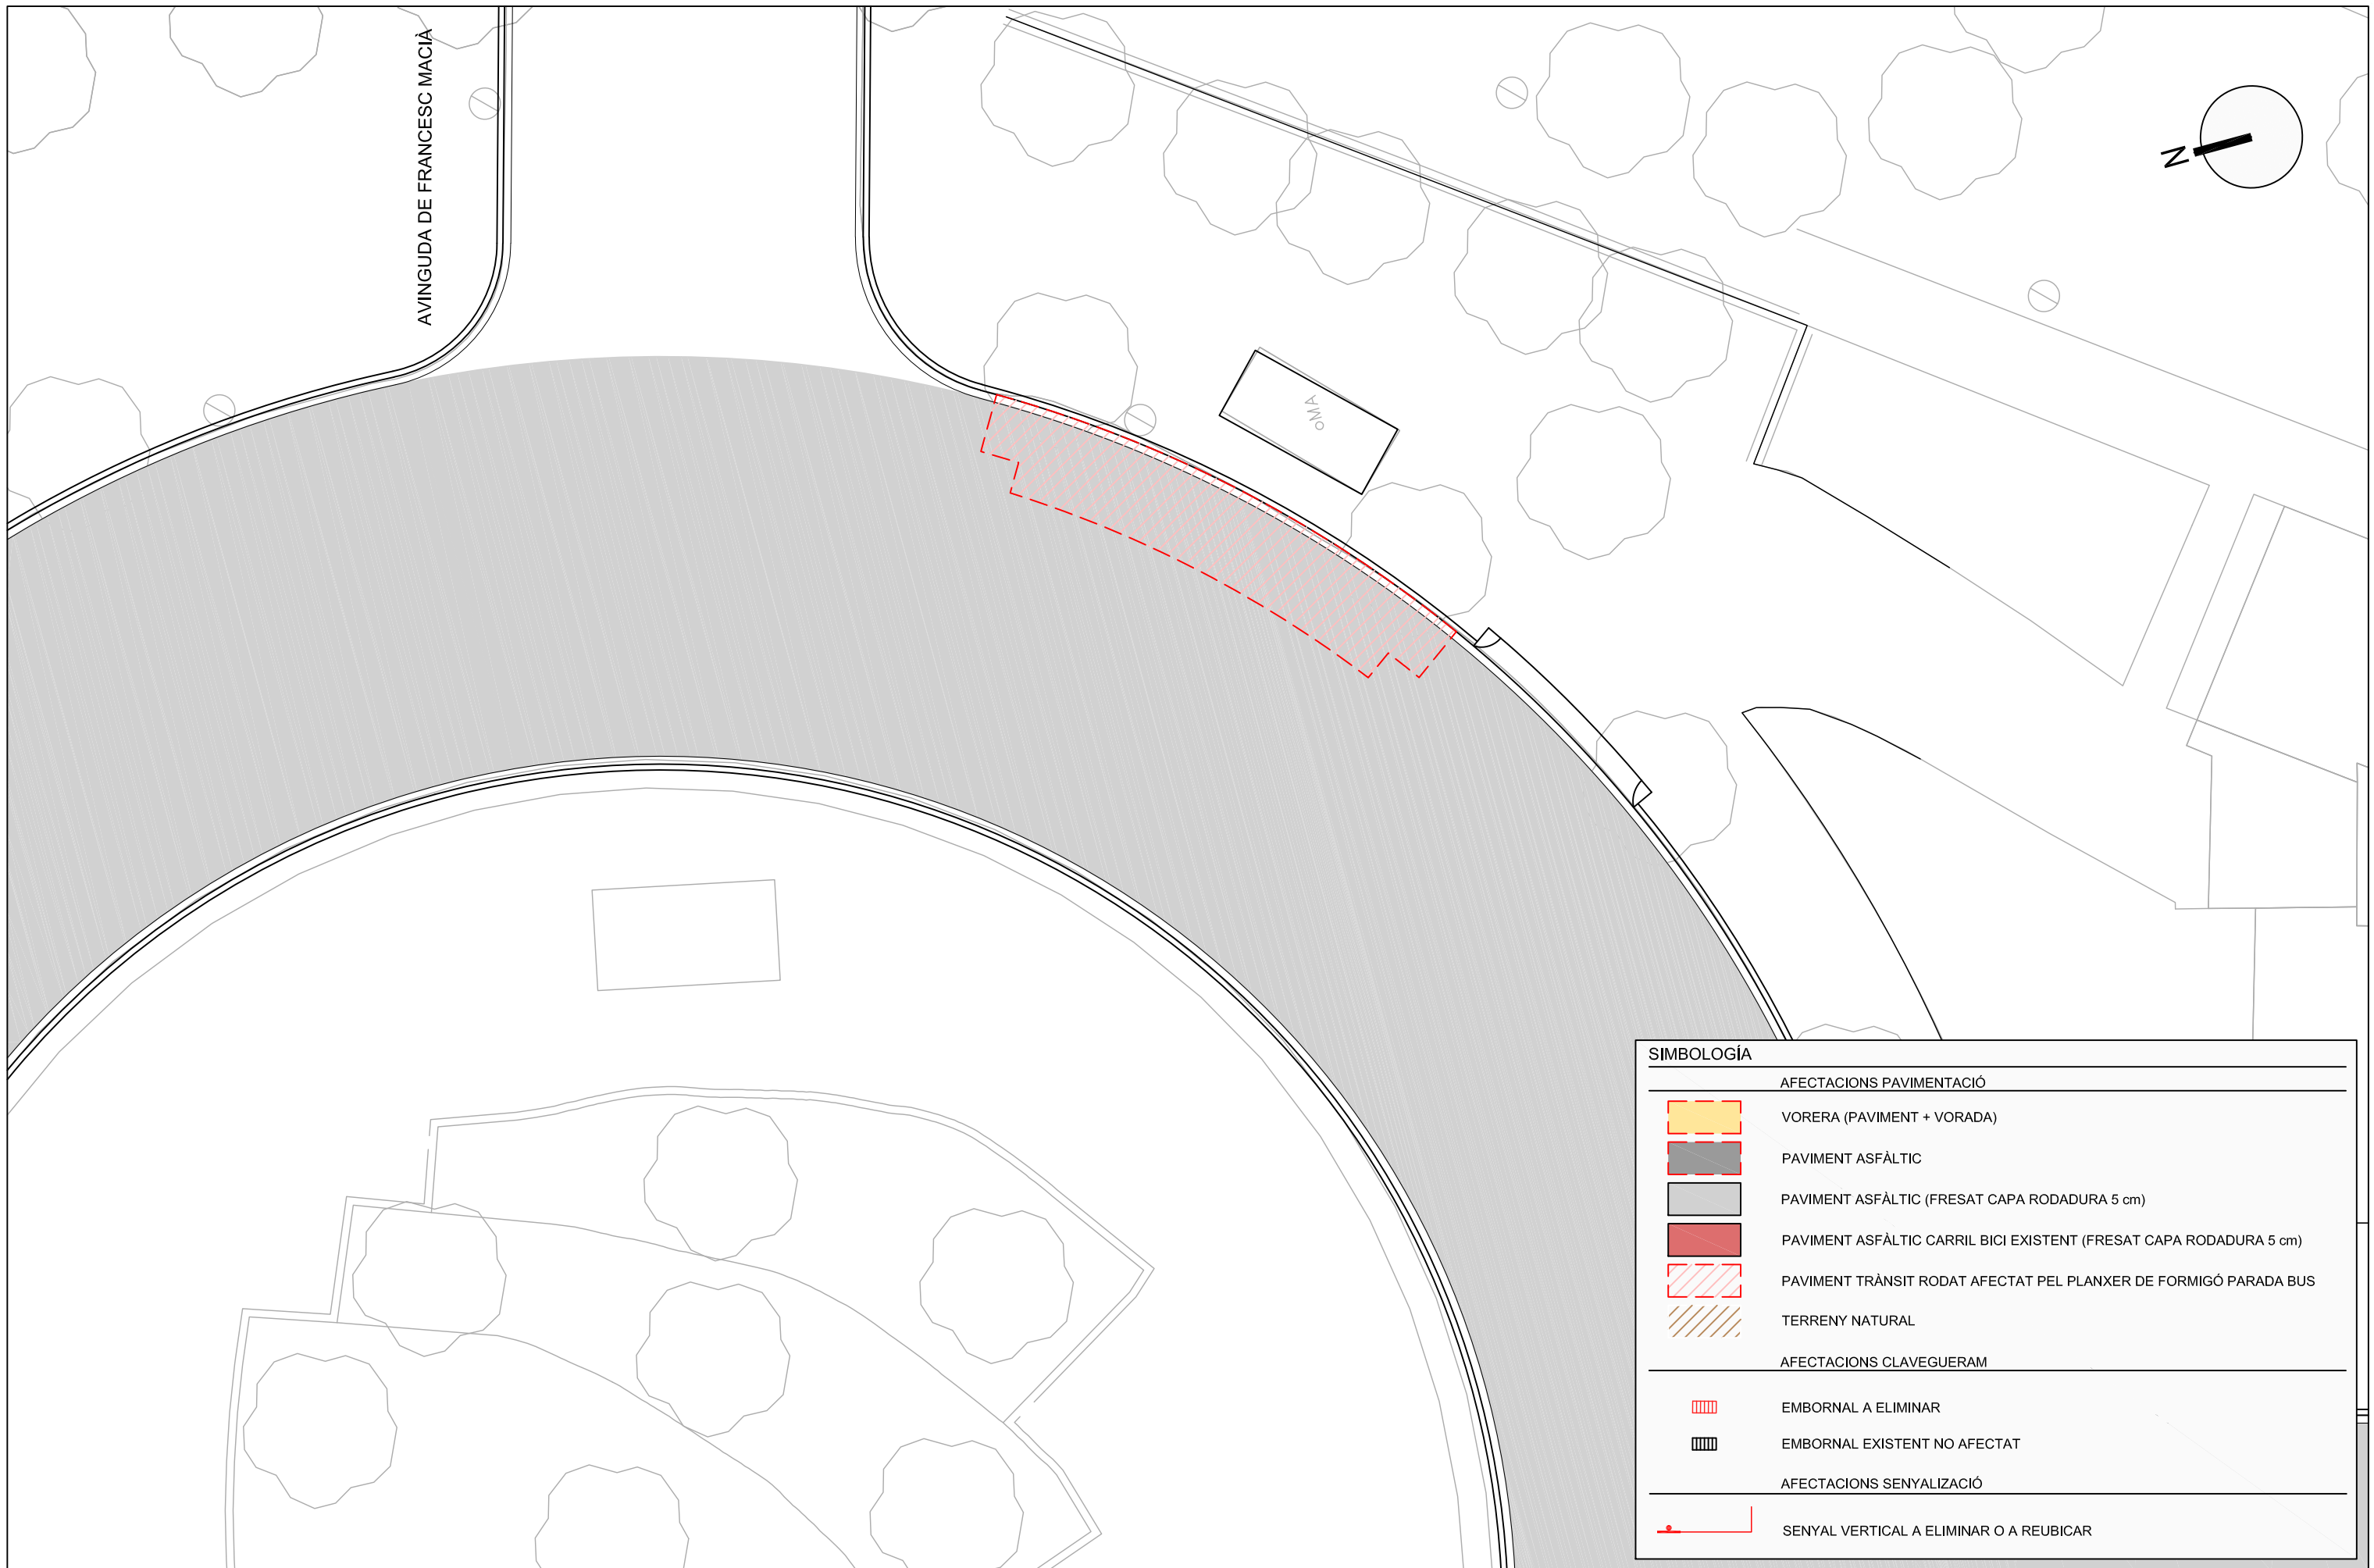 AVINGUDA DE FRANCESC MACIÀ
N
OMA
SIMBOLOGÍA
AFECTACIONS PAVIMENTACIÓ
VORERA (PAVIMENT + VORADA)
PAVIMENT ASFÀLTIC
PAVIMENT ASFÀLTIC (FRESAT CAPA RODADURA 5 cm)
PAVIMENT ASFÀLTIC CARRIL BICI EXISTENT (FRESAT CAPA RODADURA 5 cm)
PAVIMENT TRÀNSIT RODAT AFECTAT PEL PLANXER DE FORMIGÓ PARADA BUS
TERRENY NATURAL
AFECTACIONS CLAVEGUERAM
EMBORNAL A ELIMINAR
EMBORNAL EXISTENT NO AFECTAT
AFECTACIONS SENYALIZACIÓ
SENYAL VERTICAL A ELIMINAR O A REUBICAR